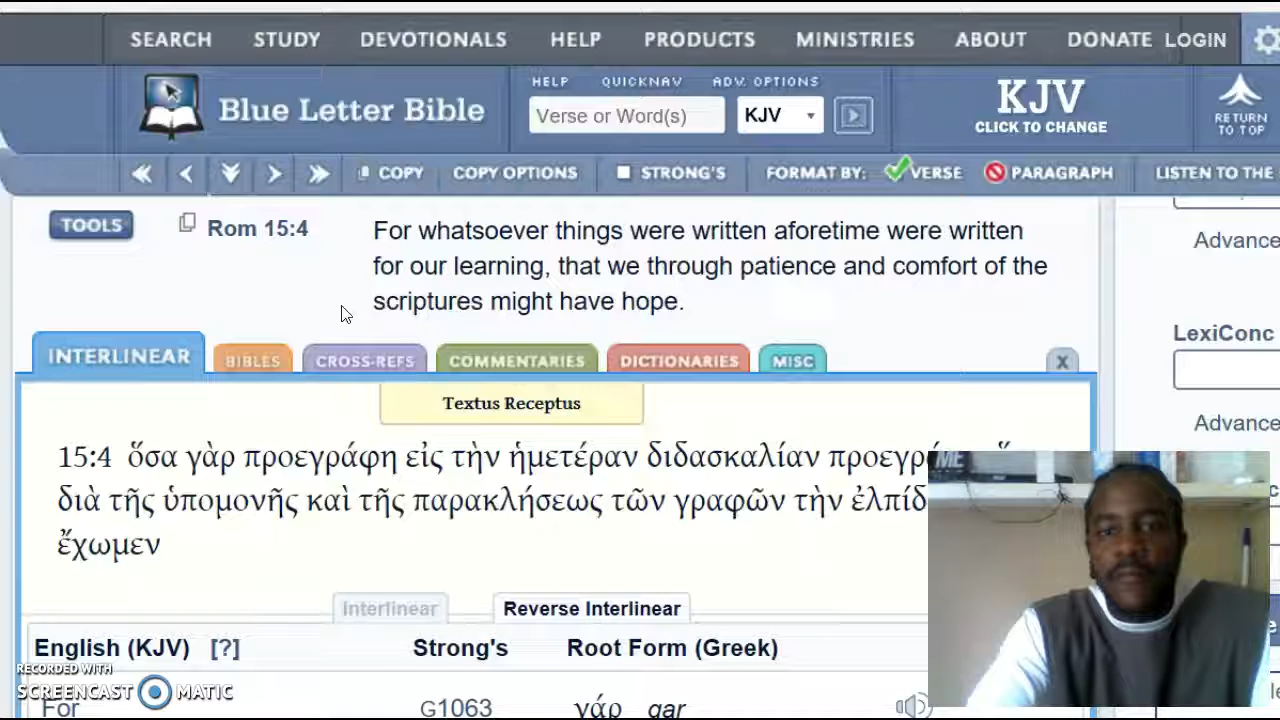 SEARCH STUDY DEVOTIONALS HELP PRODUCTS MINISTRIES ABOUT DONATE LOGIN
HELP QUICKNAV ADV. OPTIONS
Blue Letter Bible
Verse or Word(s) KJV
KJV
CLICK TO CHANGE
RETURN
TO TOP
COPY COPY OPTIONS STRONG'S FORMAT BY: VERSE PARAGRAPH LISTEN TO THE
TOOLS Rom 15:4 For whatsoever things were written aforetime were written
for our learning, that we through patience and comfort of the
scriptures might have hope.
Advance
LexiConc
Advance
INTERLINEAR BIBLES CROSS-REFS COMMENTARIES DICTIONARIES MISC X
Textus Receptus
15:4 ὅσα γὰρ προεγράφη εἰς τὴν ἡμετέραν διδασκαλίαν
διὰ τῆς ὑπομονῆς καὶ τῆς παρακλήσεως τῶν γραφῶν τὴν
ἔχωμεν
Interlinear Reverse Interlinear
English (KJV) [?] Strong's Root Form (Greek)
RECORDED WITH
SCREENCAST MATIC
For G1063 γάρ gar
ME